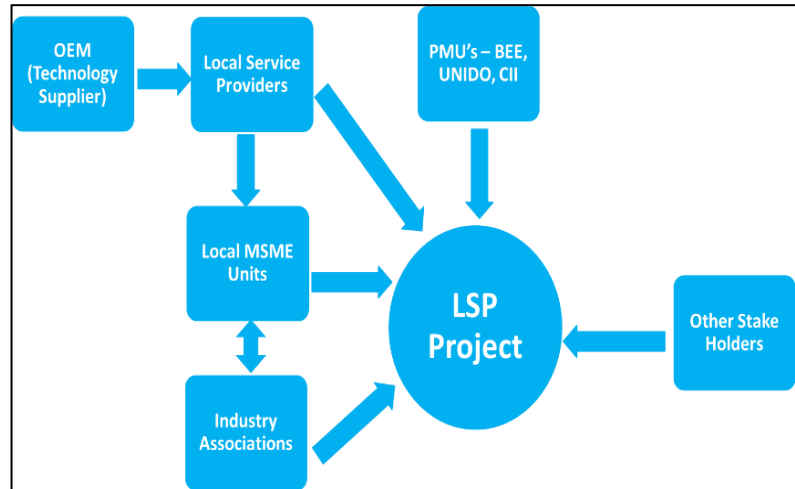 OEM
(Technology
Supplier)
Local Service
Providers
PMU's – BEE,
UNIDO, CII
Local MSME
Units
LSP
Project
Other Stake
Holders
Industry
Associations